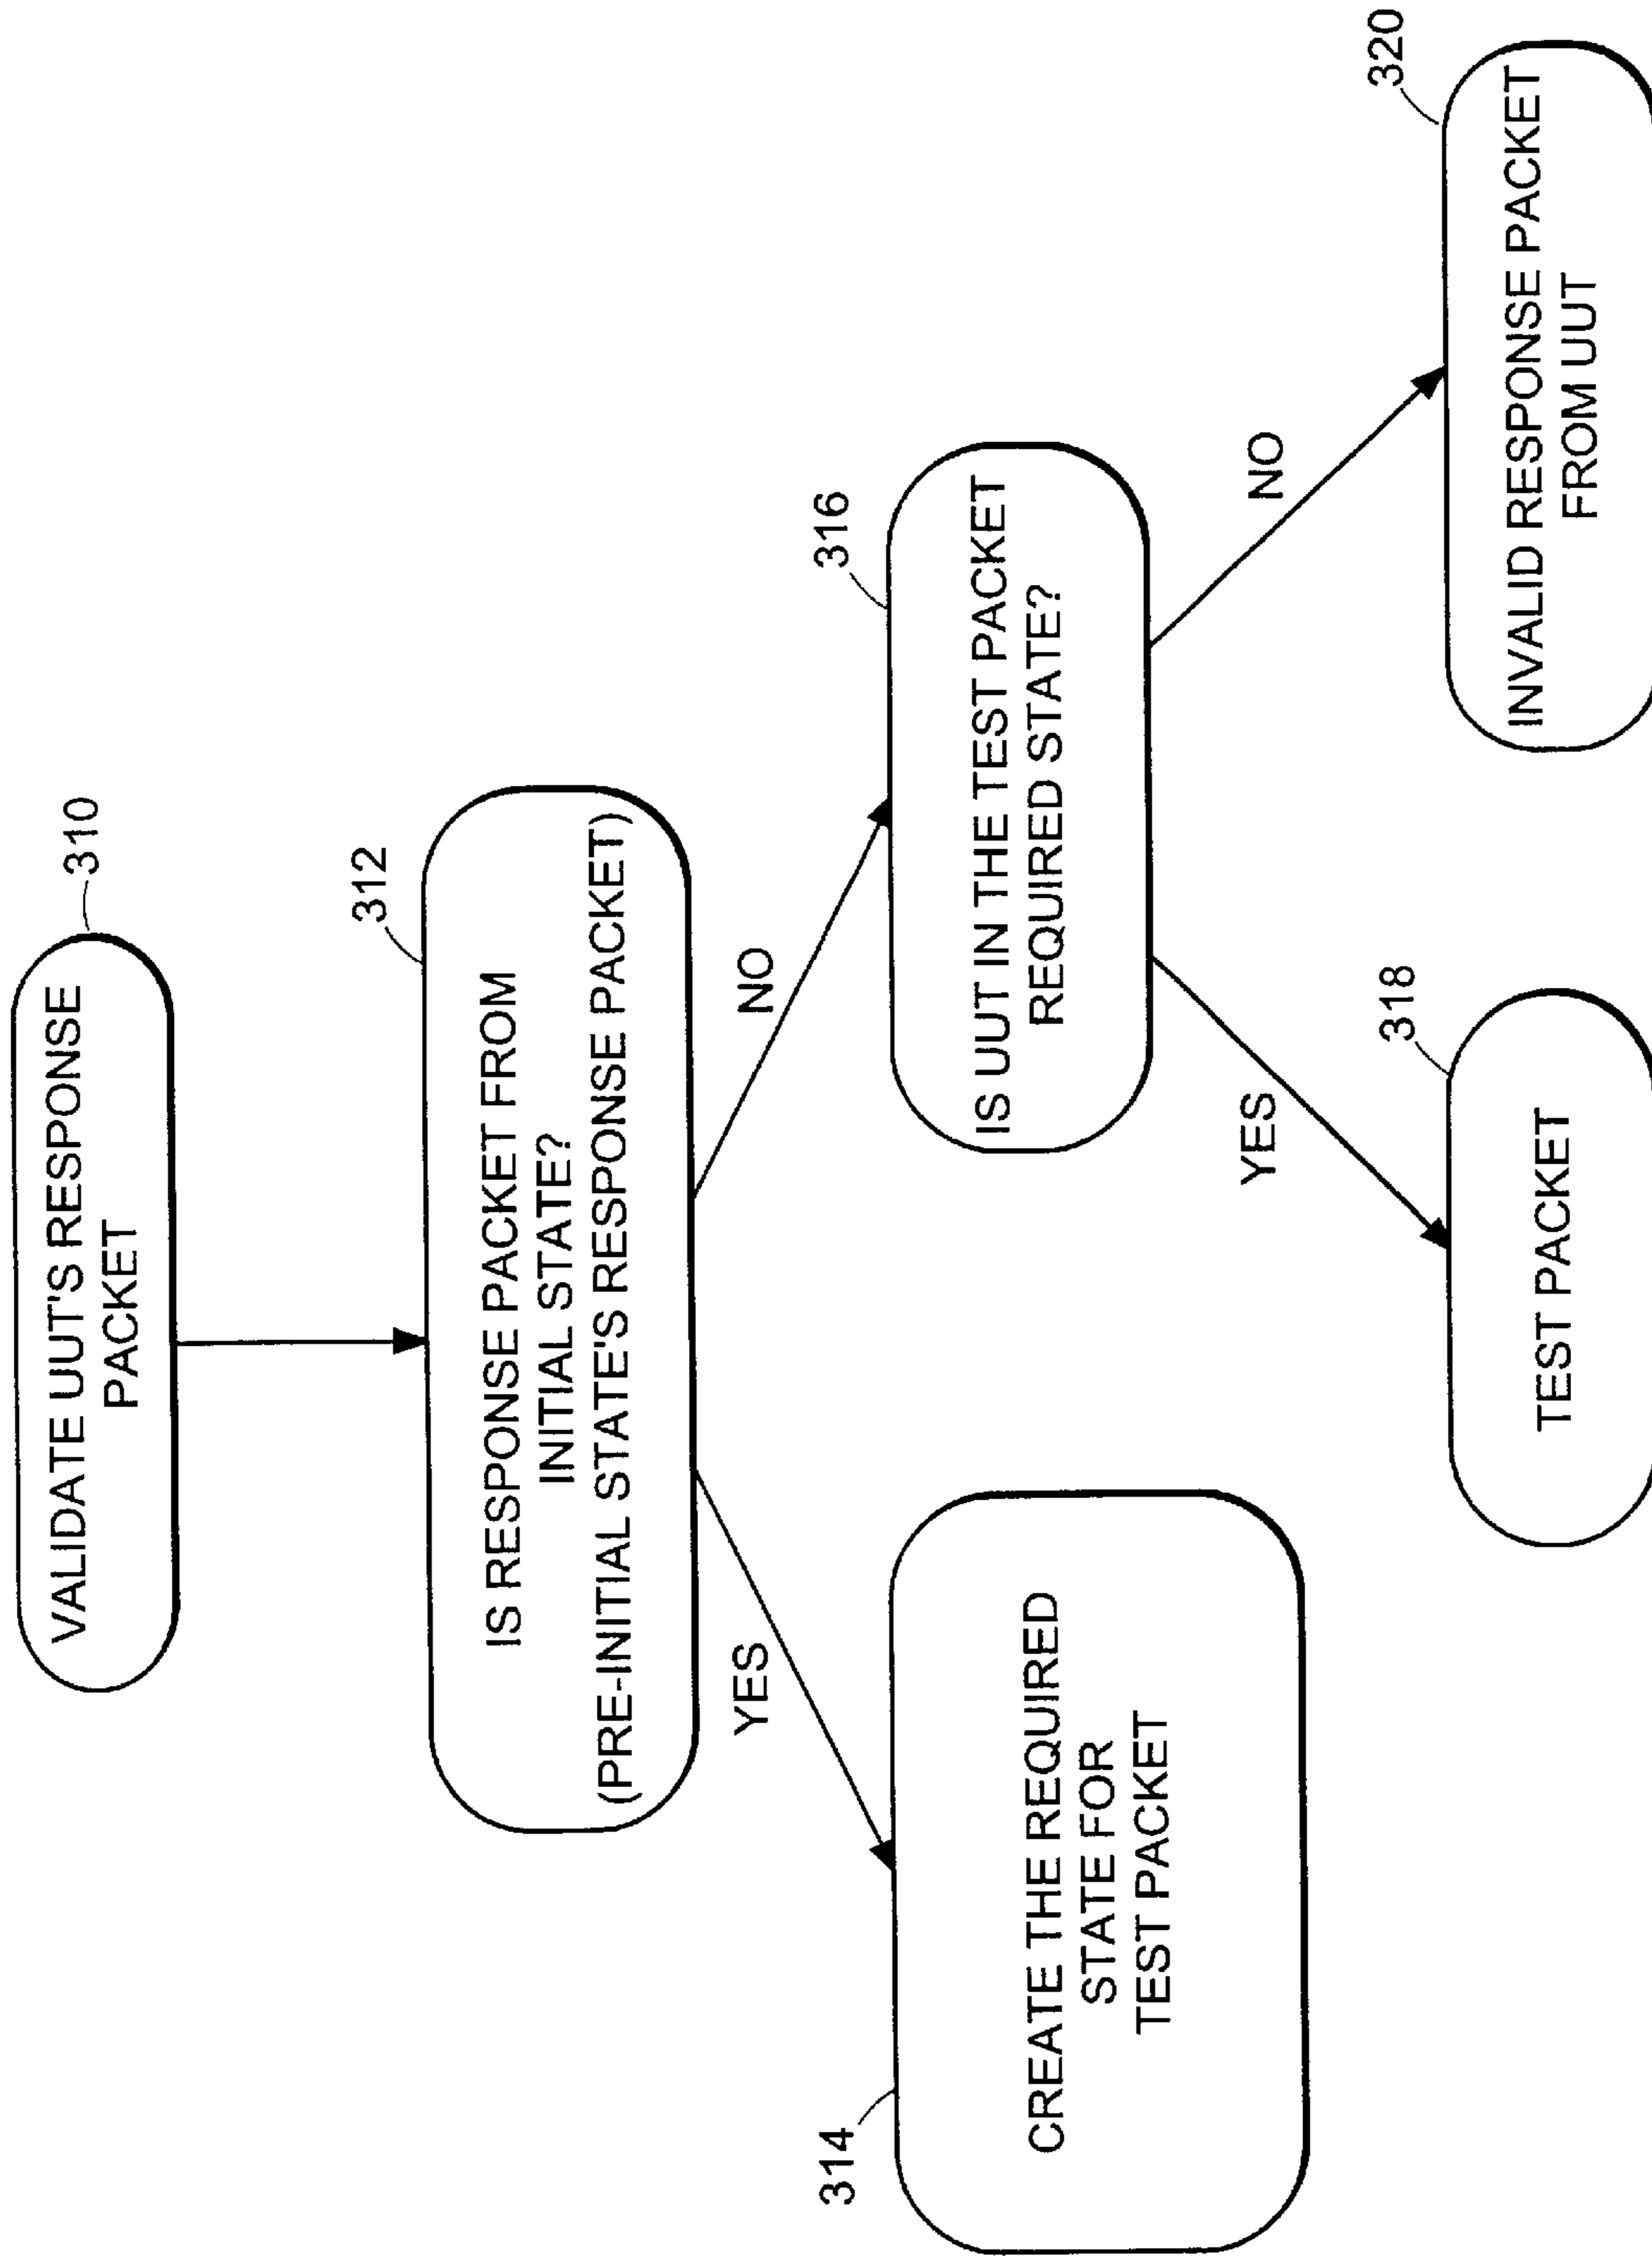 VALIDATE UUT'S RESPONSE
PACKET
310
312
IS RESPONSE PACKET FROM
INITIAL STATE?
(PRE-INITIAL STATE'S RESPONSE PACKET)
YES
NO
314
CREATE THE REQUIRED
STATE FOR
TEST PACKET
316
IS UUT IN THE TEST PACKET
REQUIRED STATE?
YES
NO
318
TEST PACKET
320
INVALID RESPONSE PACKET
FROM UUT